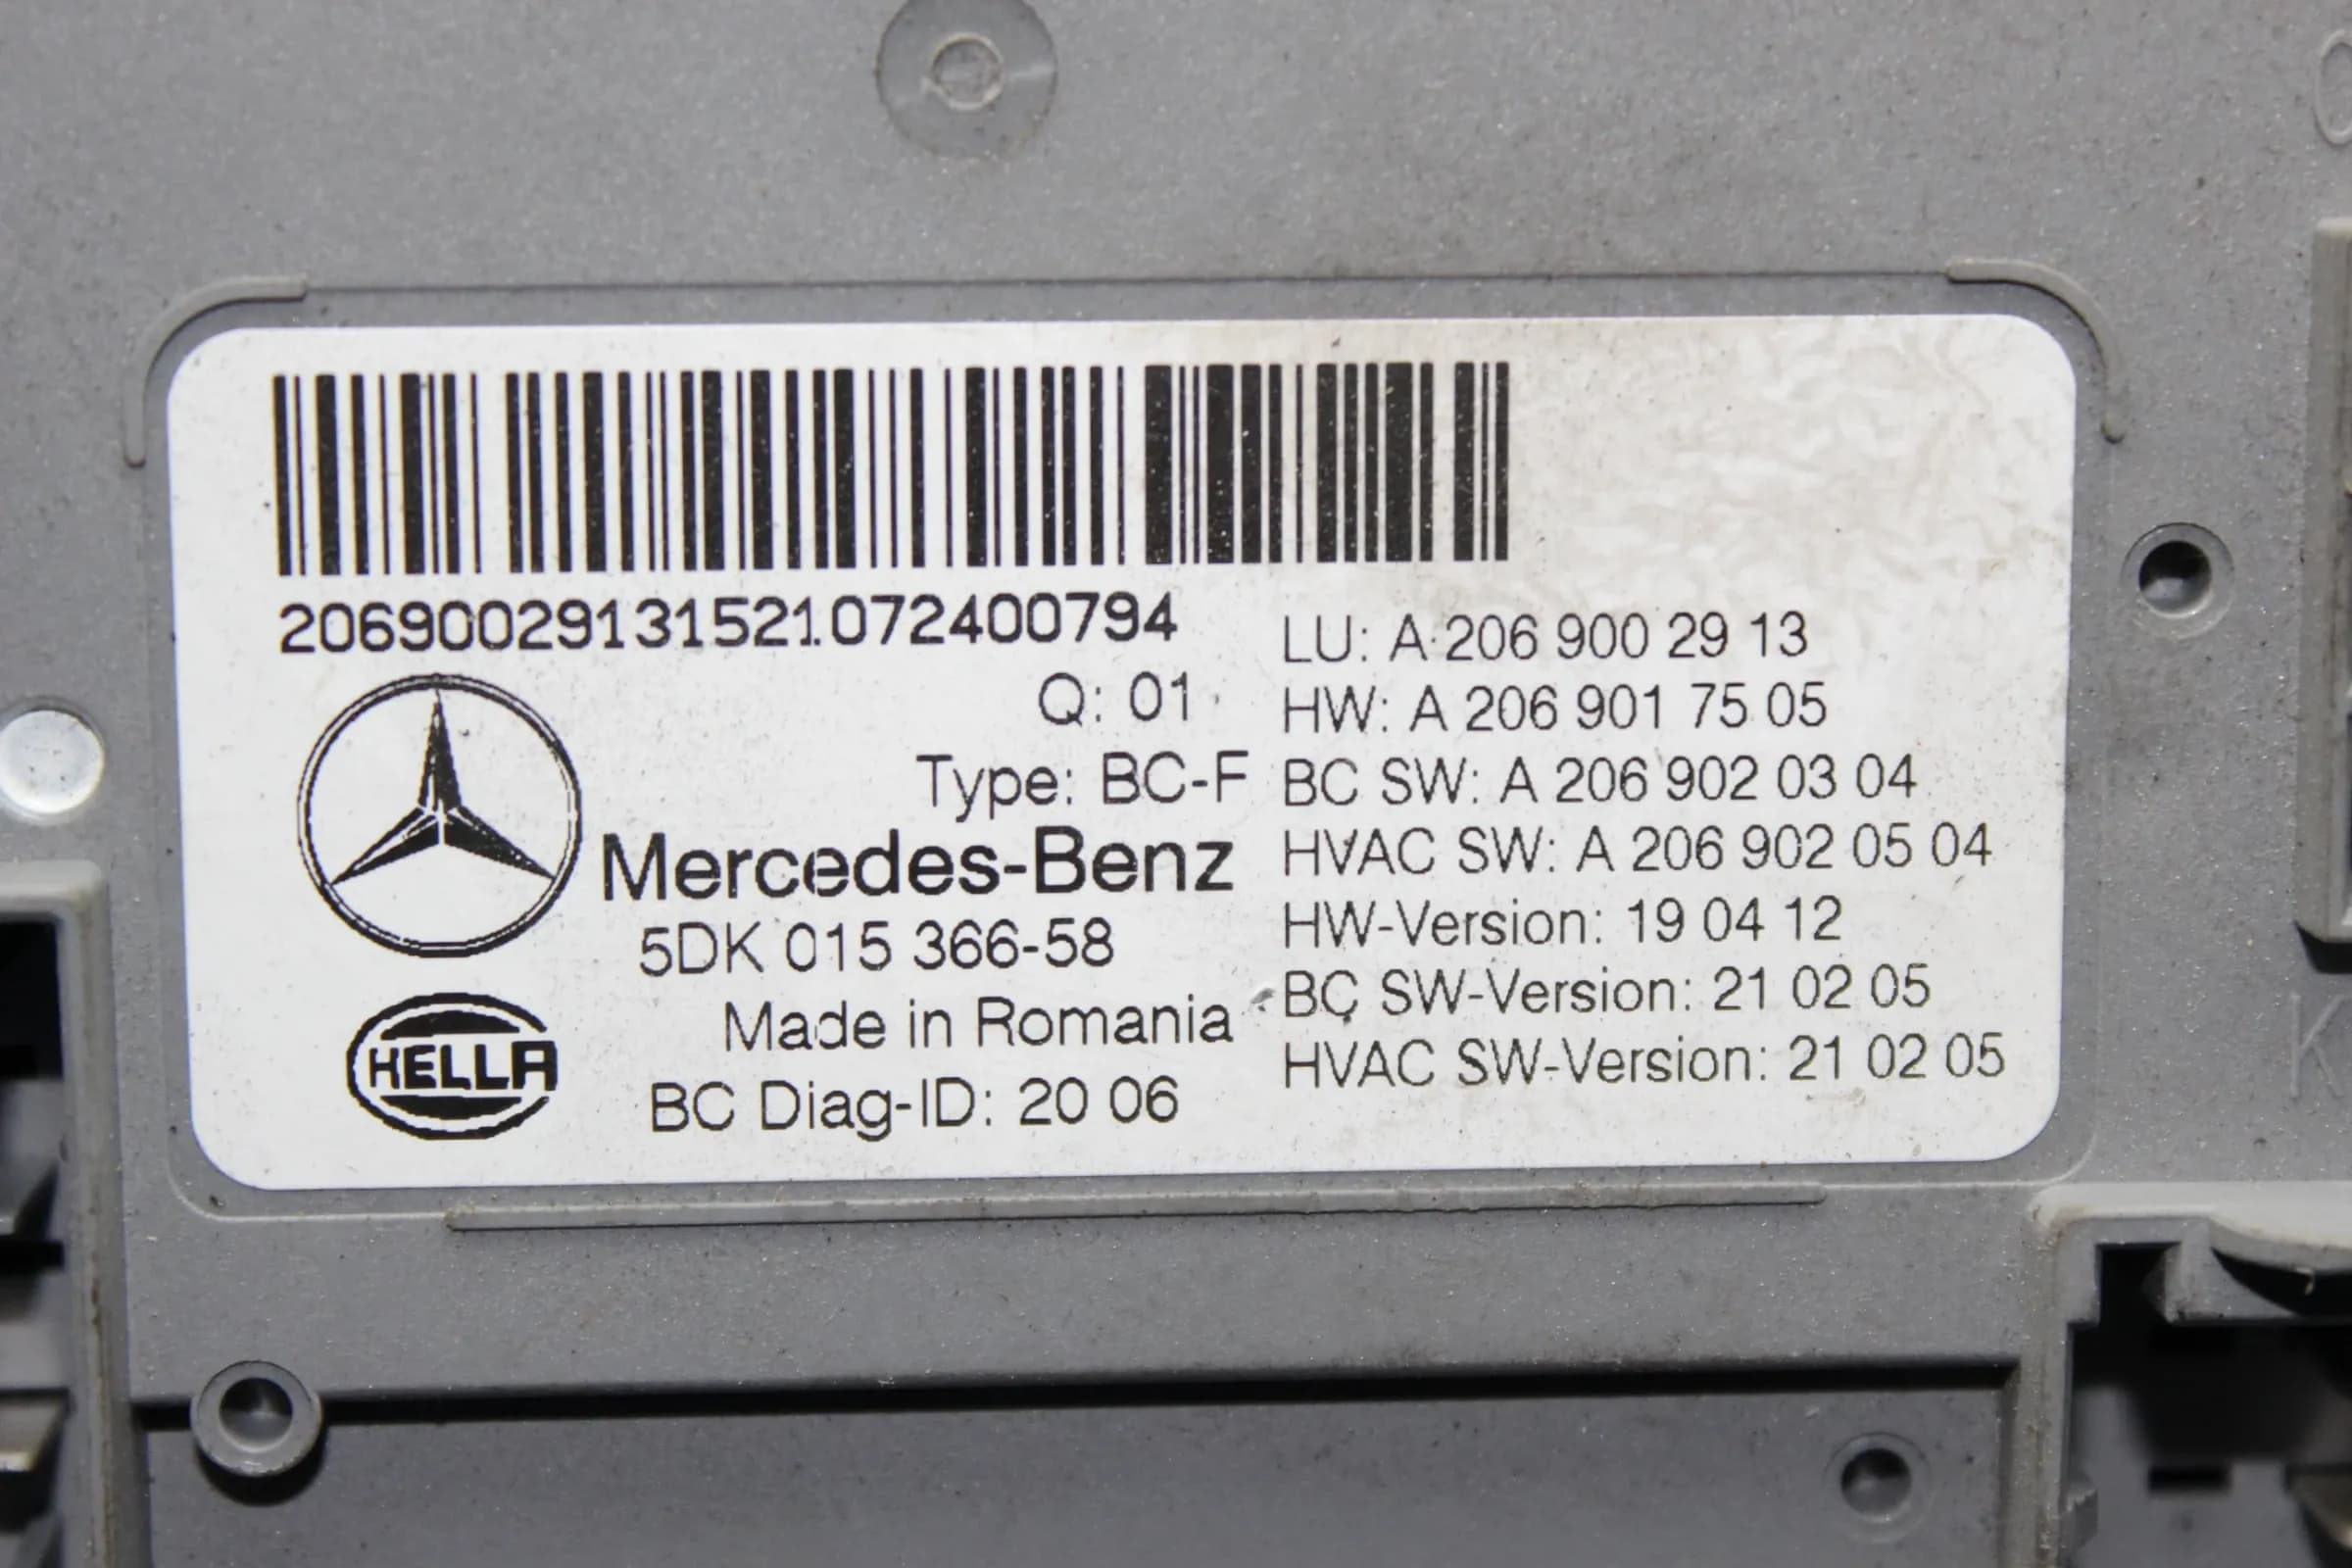 20690029131521072400794
Q: 01
Type: BC-F
Mercedes-Benz
5DK 015 366-58
Made in Romania
HELLA
BC Diag-ID: 20 06
LU: A 206 900 29 13
HW: A 206 901 75 05
BC SW: A 206 902 03 04
HVAC SW: A 206 902 05 04
HW-Version: 19 04 12
BC SW-Version: 21 02 05
HVAC SW-Version: 21 02 05
K